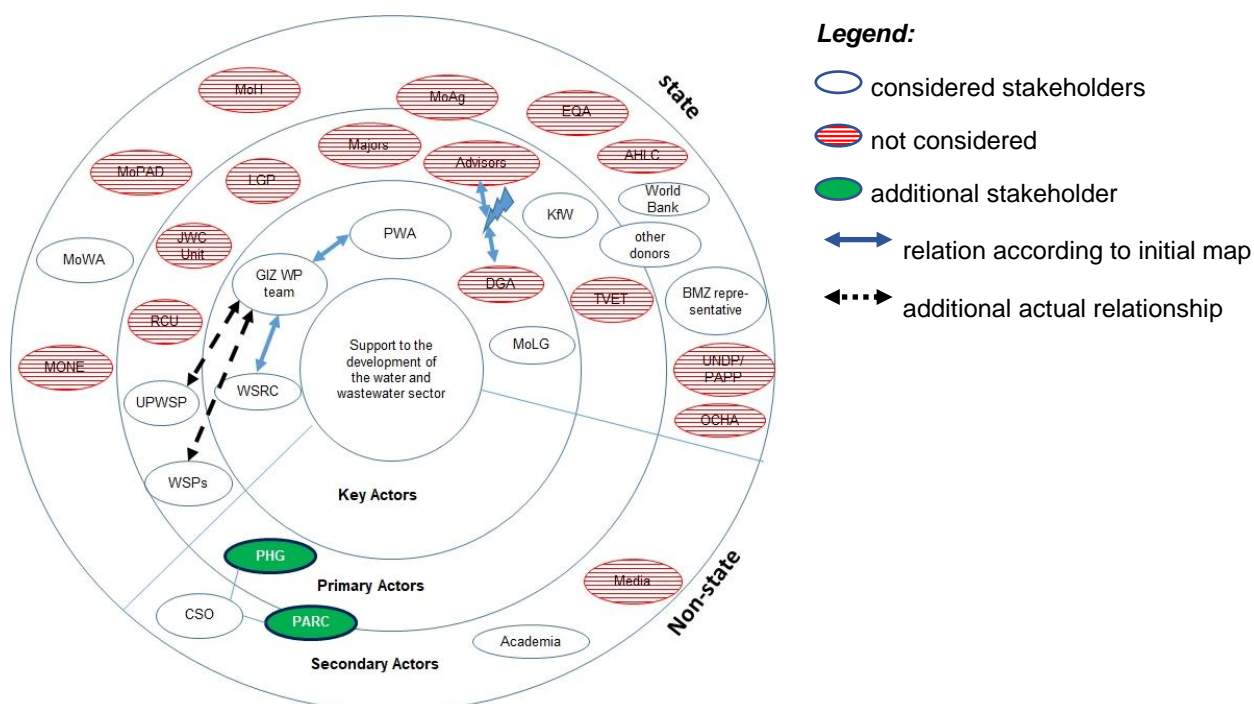 Legend:
considered stakeholders
not considered
additional stakeholder
relation according to initial map
additional actual relationship
state
MoH
MoAg
EQA
Majors
Advisors
AHLC
MoPAD
LGP
World
Bank
KfW
PWA
other
donors
JWC
Unit
MoWA
GIZ WP
team
DGA
TVET
BMZ repre-
sentative
RCU
MoLG
Support to the
development of
the water and
wastewater sector
MONE
UNDP/
PAPP
WSRC
UPWSP
OCHA
WSPs
Key Actors
PHG
Primary Actors
Media
Non-state
CSO
PARC
Academia
Secondary Actors